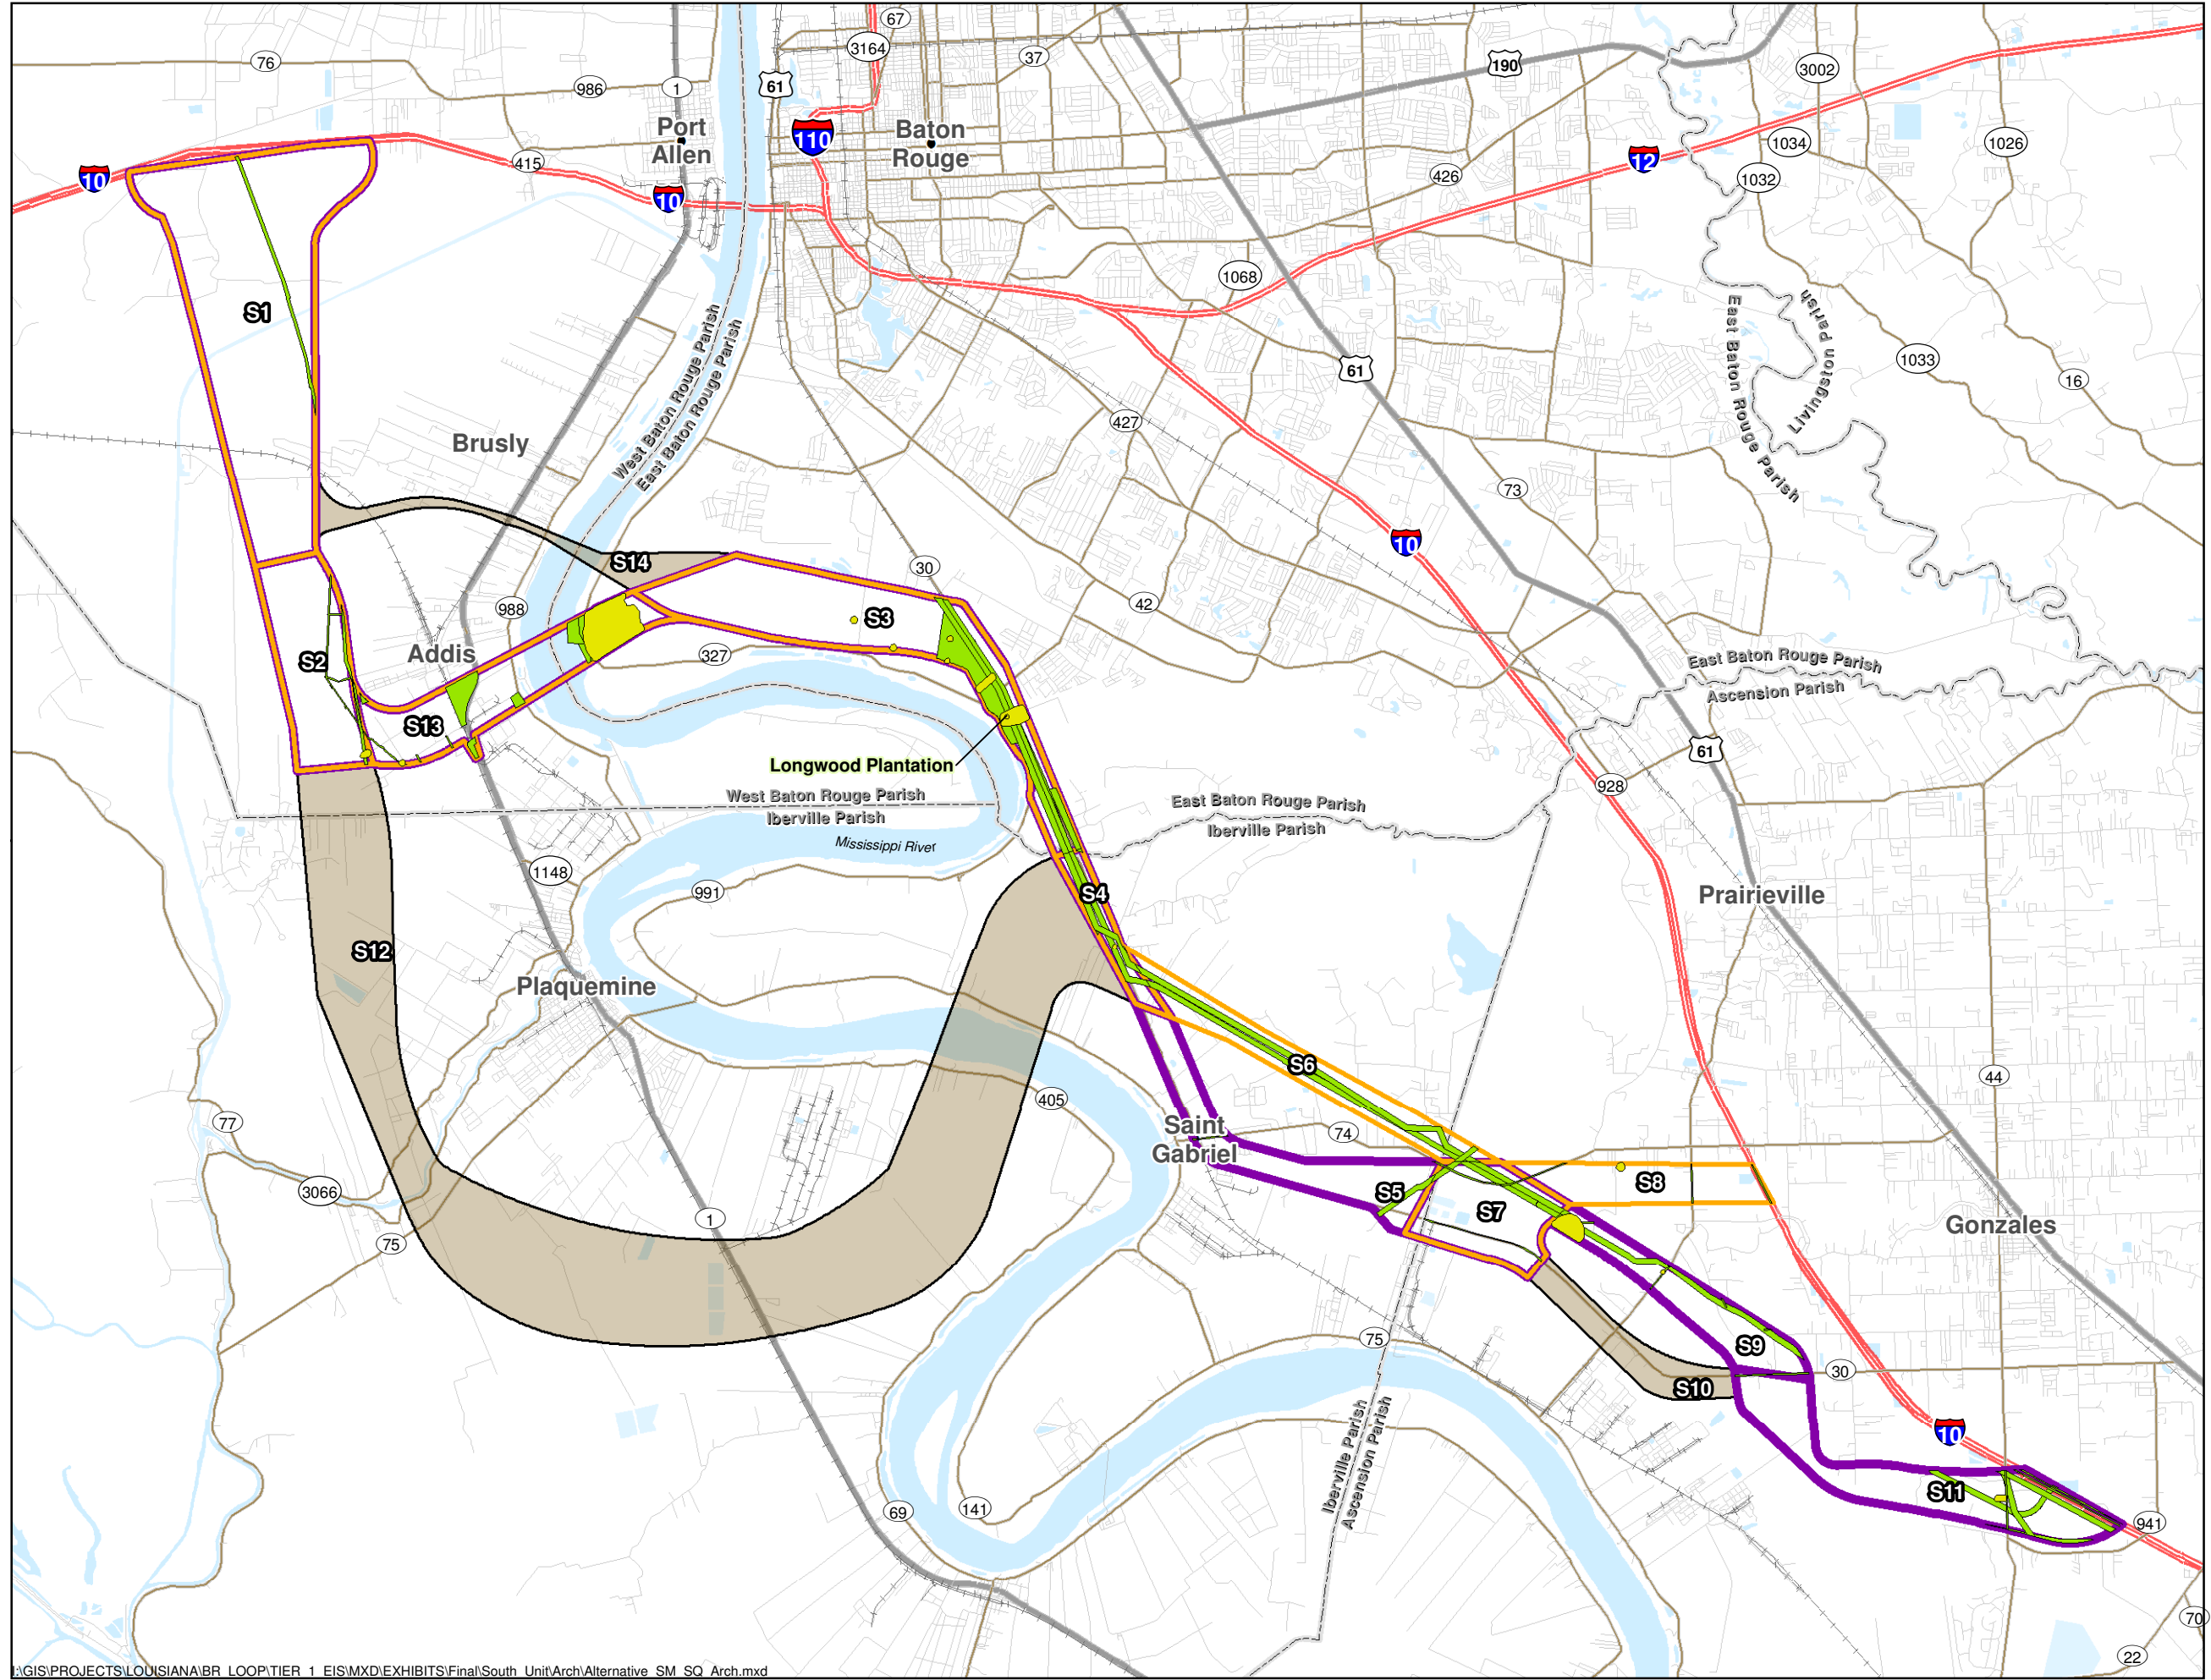 67
3164
76
37
190
3002
986
1
61
Port
Allen
110
Baton
Rouge
12
1034
1026
415
10
10
426
1032
1068
S1
West Baton Rouge Parish
East Baton Rouge Parish
East Baton Rouge Parish
Livingston Parish
1033
16
61
427
Brusly
73
10
S14
30
988
42
S3
Addis
327
S2
S13
East Baton Rouge Parish
Ascension Parish
61
Longwood Plantation
928
West Baton Rouge Parish
Iberville Parish
East Baton Rouge Parish
Iberville Parish
Mississippi River
1148
991
S4
Prairieville
S12
Plaquemine
S6
44
405
77
Saint
Gabriel
74
S5
S8
3066
S7
1
Gonzales
75
75
S9
30
S10
10
Iberville Parish
Ascension Parish
S11
69
141
941
70
22
I:\GIS\PROJECTS\LOUISIANA\BR_LOOP\TIER_1_EIS\MXD\EXHIBITS\Final\South_Unit\Arch\Alternative_SM_SQ_Arch.mxd